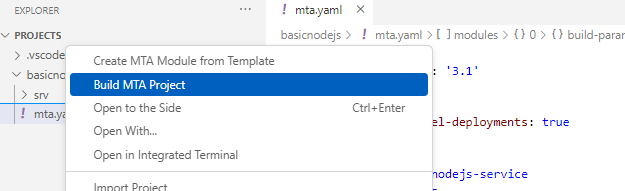 EXPLORER ...
mta.yaml
PROJECTS
basicnodejs > mta.yaml > [ ] modules > {} 0 > {} build-para
.vscode
Create MTA Module from Template
basicno
Build MTA Project
: '3.1'
srv
Open to the Side Ctrl+Enter
mta.ya
Open With...
el-deployments: true
Open in Integrated Terminal
nodejs-service
Import Project